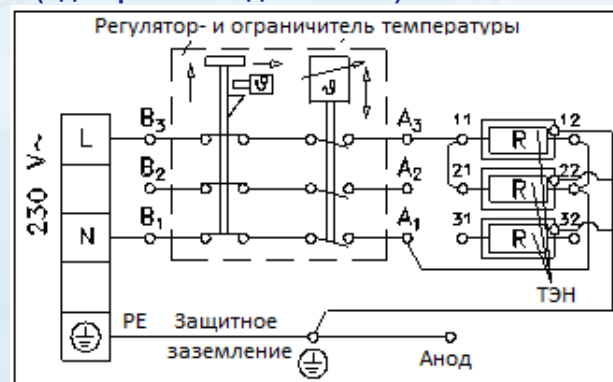 Регулятор- и ограничитель температуры
230 V~
L
N
B₃
B₂
B₁
ϑ
ϑ
A₃
A₂
A₁
11
12
R
21
22
R
31
32
R
ТЭН
PE
Защитное
заземление
Анод